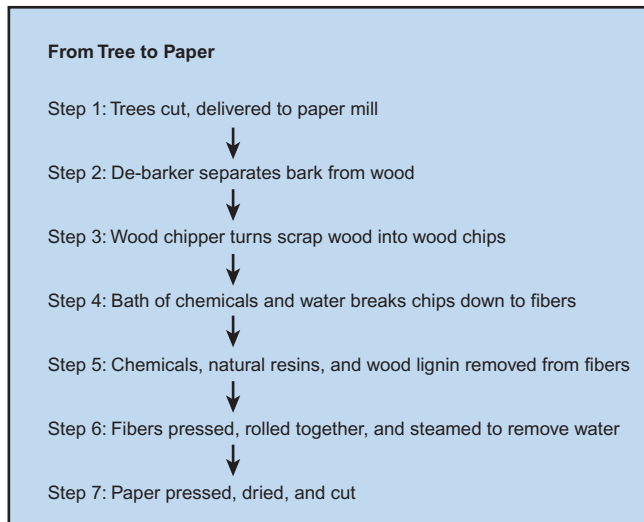 From Tree to Paper
Step 1: Trees cut, delivered to paper mill
Step 2: De-barker separates bark from wood
Step 3: Wood chipper turns scrap wood into wood chips
Step 4: Bath of chemicals and water breaks chips down to fibers
Step 5: Chemicals, natural resins, and wood lignin removed from fibers
Step 6: Fibers pressed, rolled together, and steamed to remove water
Step 7: Paper pressed, dried, and cut